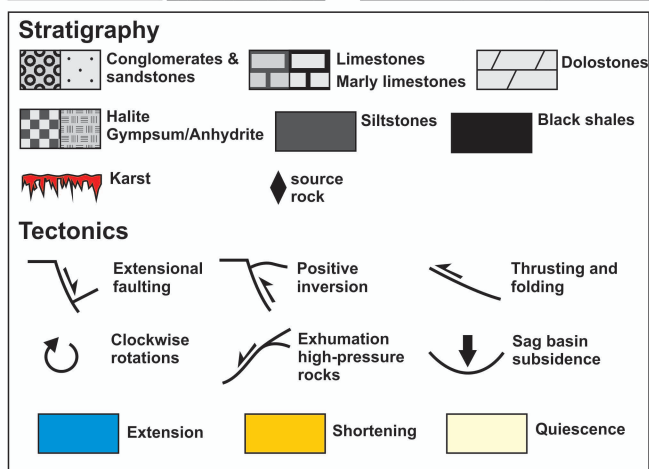 Stratigraphy
Conglomerates &
sandstones
Limestones
Marly limestones
Dolostones
Halite
Gympsum/Anhydrite
Siltstones
Black shales
Karst
source
rock
Tectonics
Extensional
faulting
Positive
inversion
Thrusting and
folding
Clockwise
rotations
Exhumation
high-pressure
rocks
Sag basin
subsidence
Extension
Shortening
Quiescence